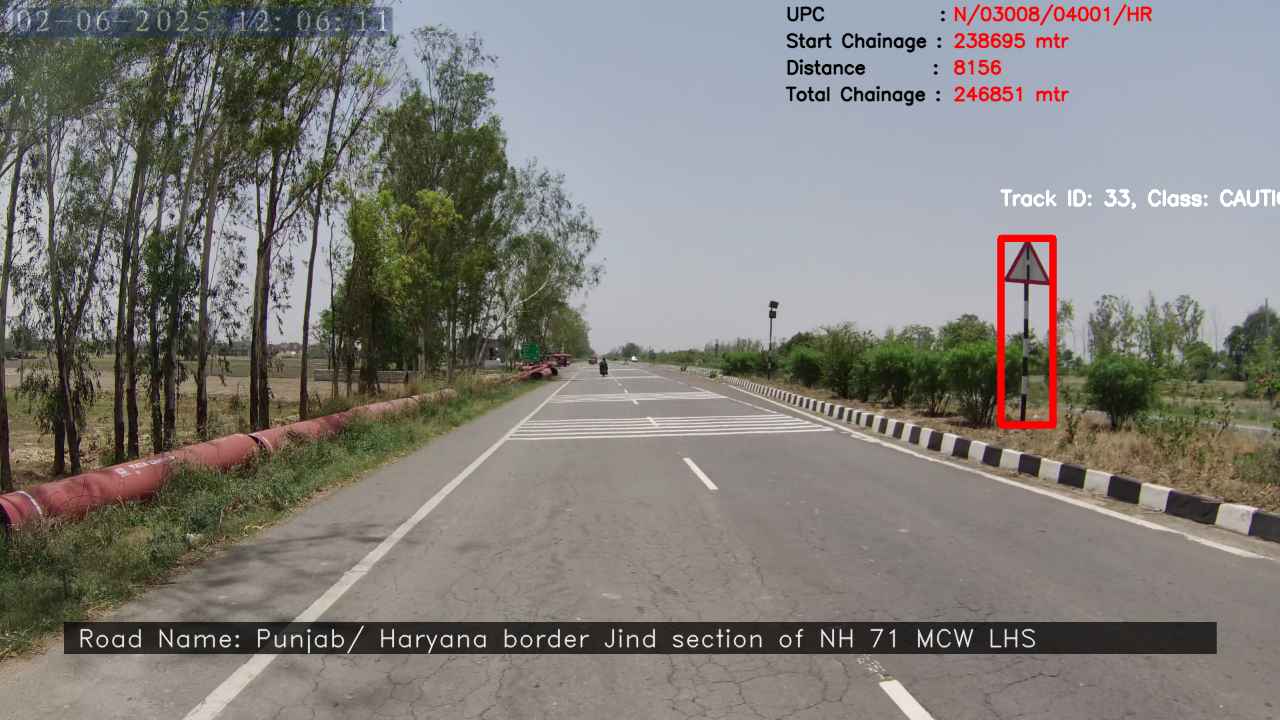 02-06-2025 12:06:11
UPC : N/03008/04001/HR
Start Chainage : 238695 mtr
Distance : 8156
Total Chainage : 246851 mtr
Track ID: 33, Class: CAUTIO
Road Name: Punjab/ Haryana border Jind section of NH 71 MCW LHS